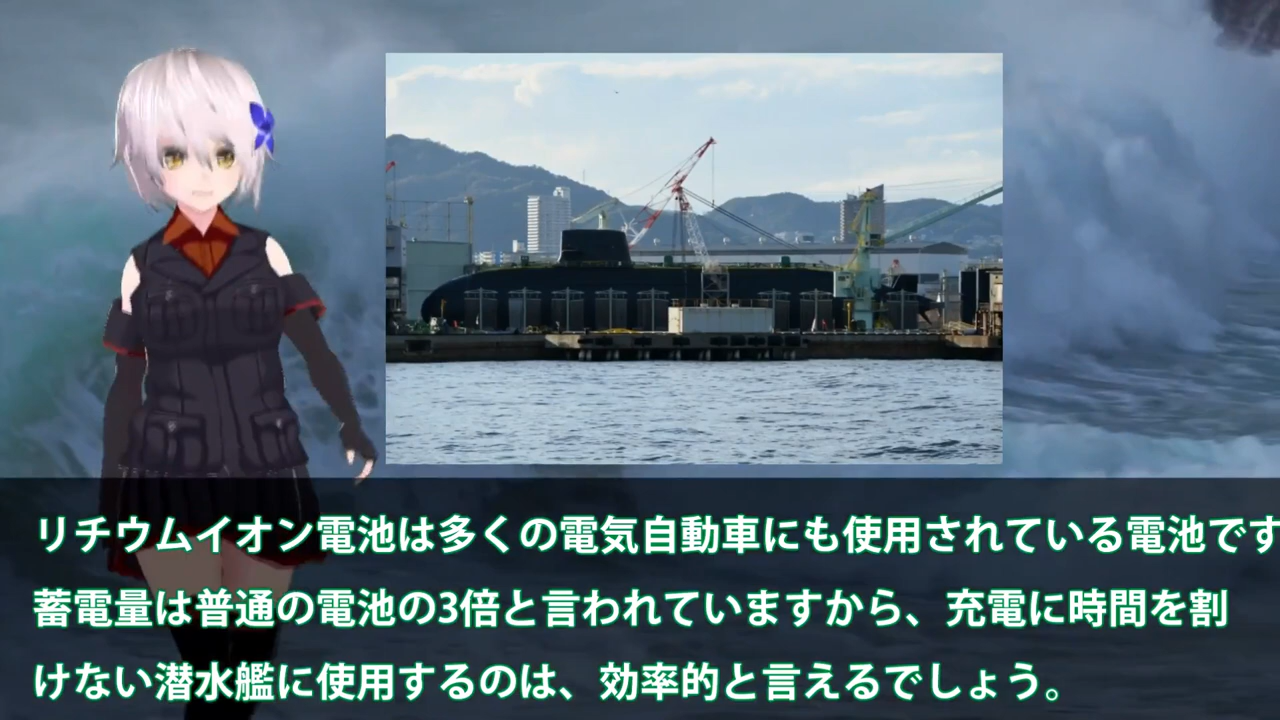 リチウムイオン電池は多くの電気自動車にも使用されている電池です
蓄電量は普通の電池の3倍と言われていますから、充電に時間を割
けない潜水艦に使用するのは、効率的と言えるでしょう。